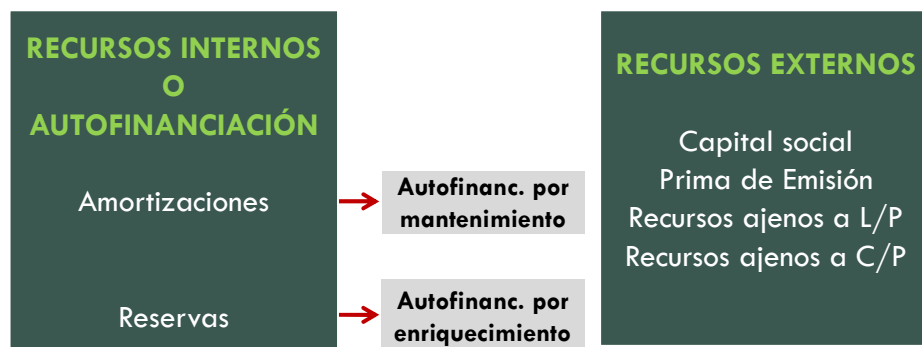 RECURSOS INTERNOS
O
AUTOFINANCIACIÓN
Amortizaciones
Autofinanc. por
mantenimiento
Reservas
Autofinanc. por
enriquecimiento
RECURSOS EXTERNOS
Capital social
Prima de Emisión
Recursos ajenos a L/P
Recursos ajenos a C/P